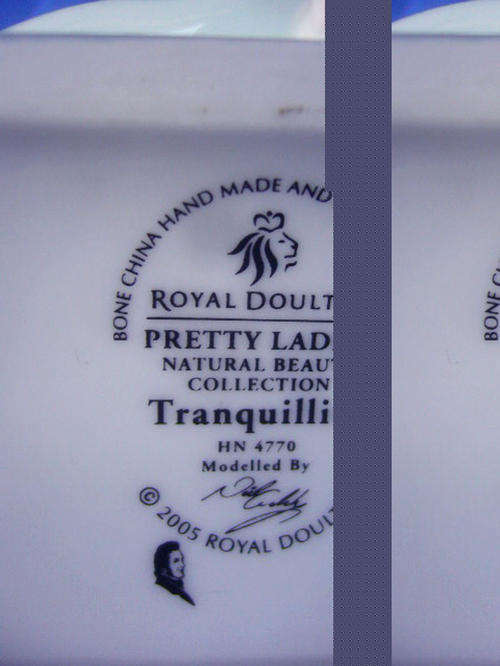 BONE CHINA HAND MADE AND
ROYAL DOULT
PRETTY LAD
NATURAL BEAU
COLLECTION
Tranquilli
HN 4770
Modelled By
© 2005 ROYAL DOUL
BONE C